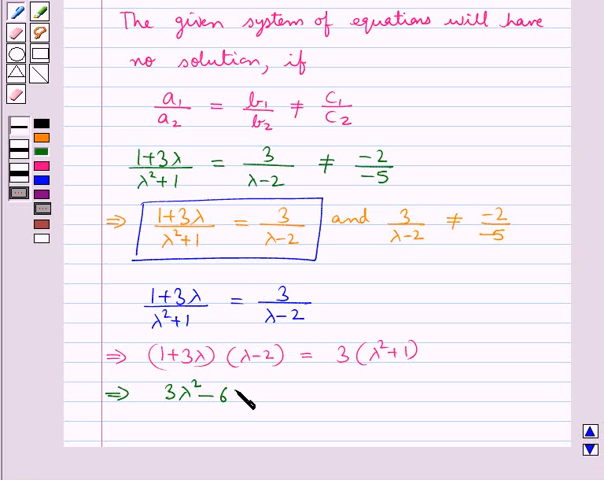 The given system of equations will have
no solution, if
a₁/a₂ = b₁/b₂ ≠ c₁/c₂
1+3λ/λ²+1 = 3/λ-2 ≠ -2/-5
⇒ 1+3λ/λ²+1 = 3/λ-2 and 3/λ-2 ≠ -2/-5
1+3λ/λ²+1 = 3/λ-2
⇒ (1+3λ) (λ-2) = 3(λ²+1)
⇒ 3λ² - 6